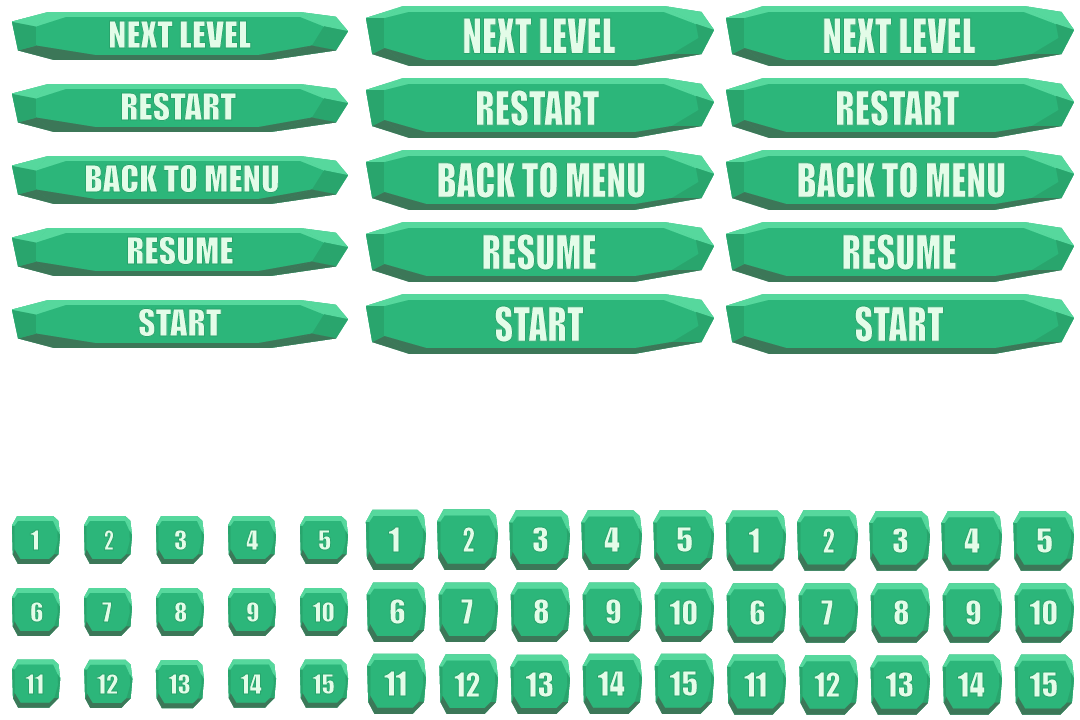 NEXT LEVEL NEXT LEVEL NEXT LEVEL
RESTART RESTART RESTART
BACK TO MENU BACK TO MENU BACK TO MENU
RESUME RESUME RESUME
START START START
1 2 3 4 5 1 2 3 4 5 1 2 3 4 5
6 7 8 9 10 6 7 8 9 10 6 7 8 9 10
11 12 13 14 15 11 12 13 14 15 11 12 13 14 15